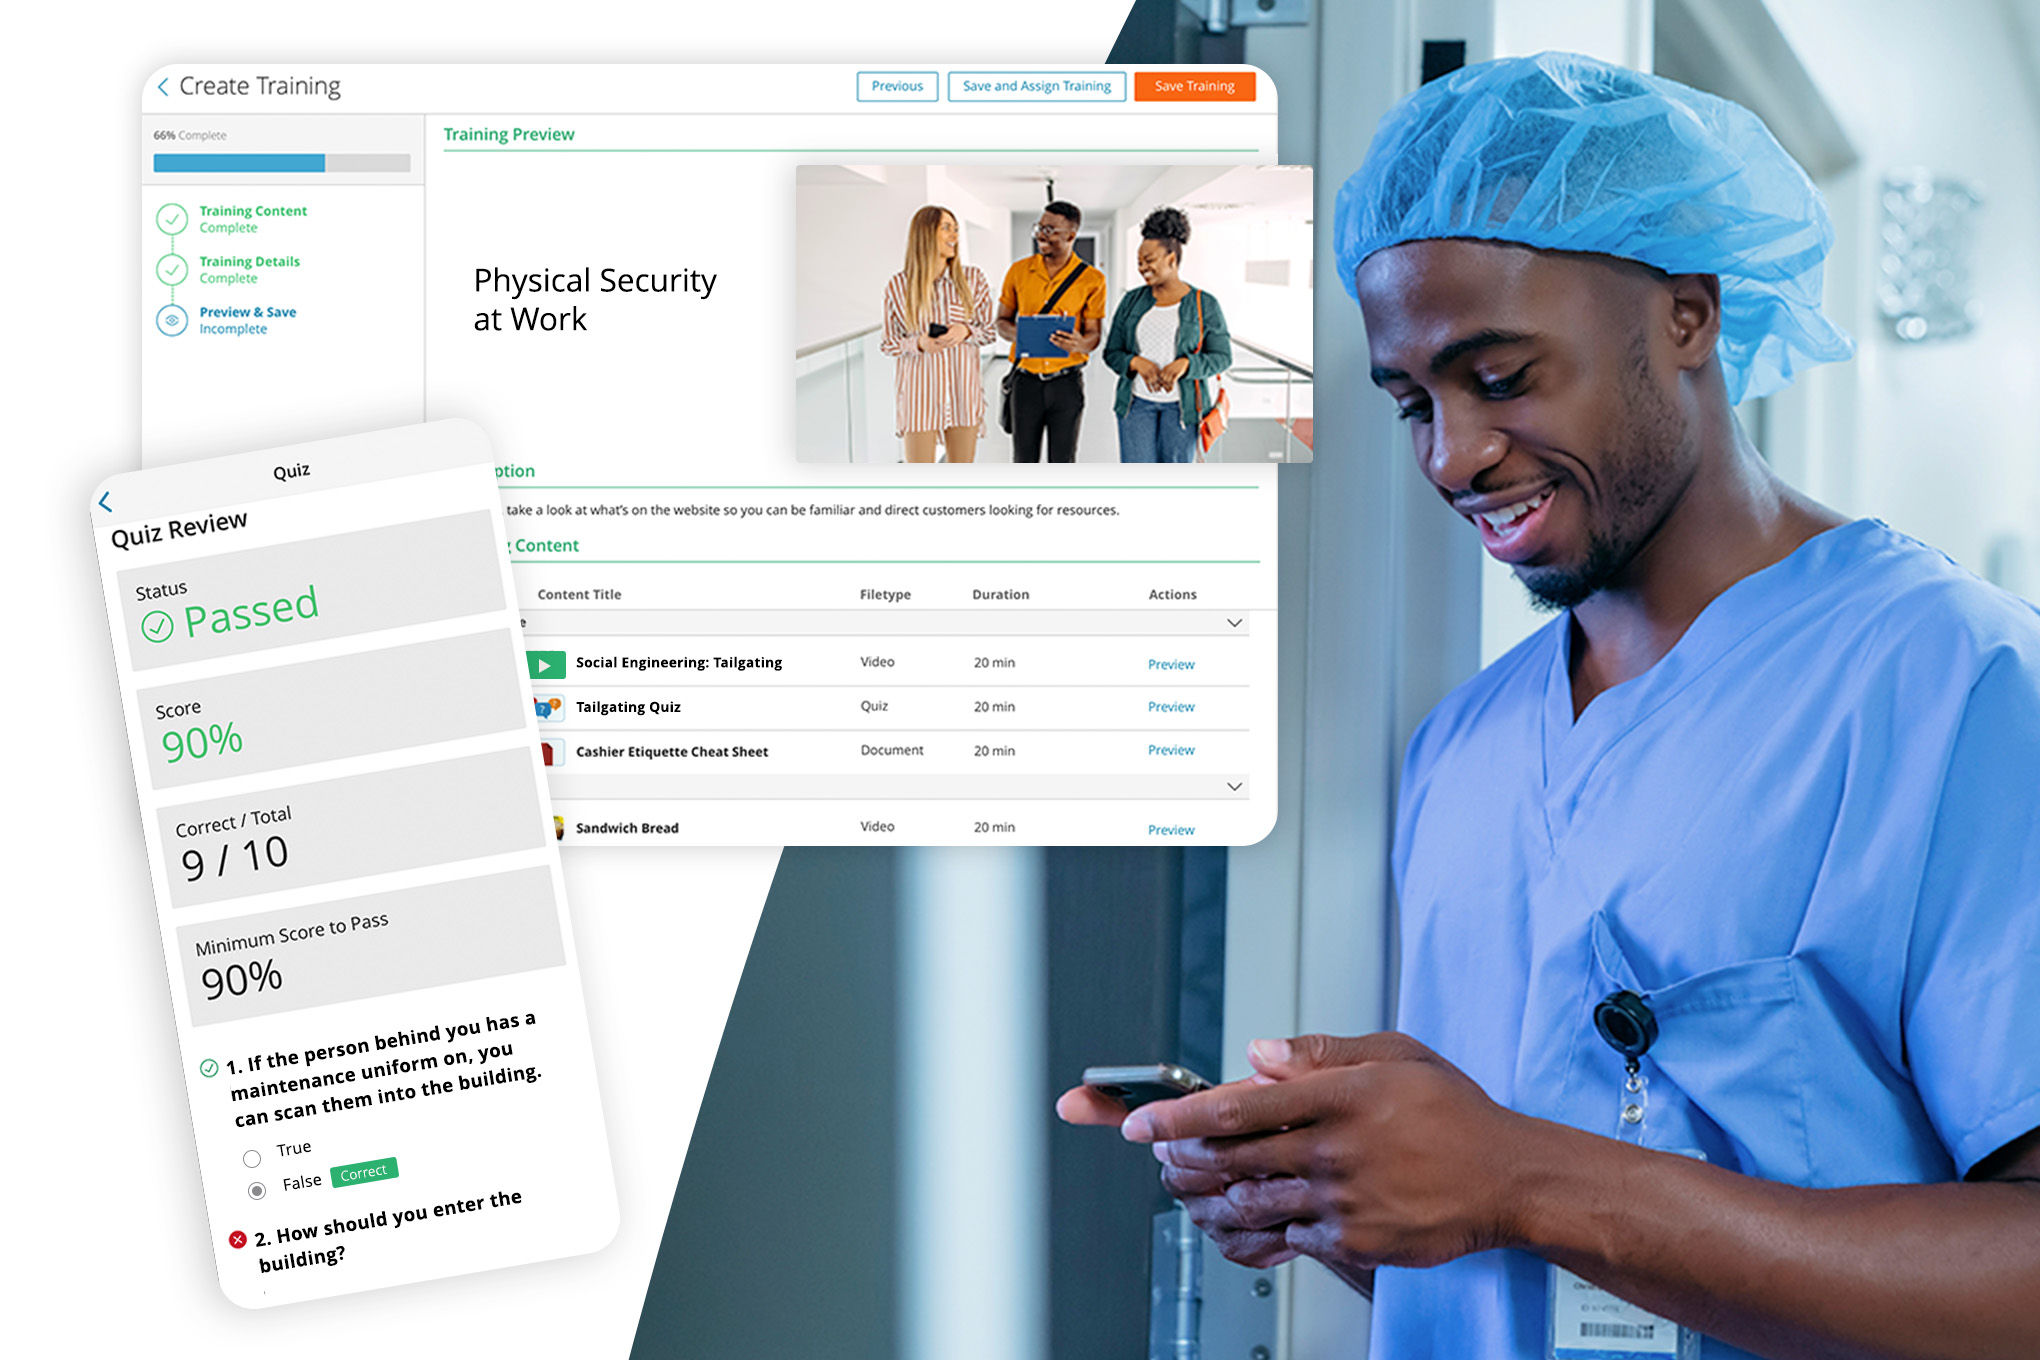 Create Training
Previous
Save and Assign Training
Save Training
66% Complete
Training Content
Complete
Training Details
Complete
Preview & Save
Incomplete
Training Preview
Physical Security
at Work
ption
take a look at what's on the website so you can be familiar and direct customers looking for resources.
g Content
Content Title Filetype Duration Actions
e
Social Engineering: Tailgating Video 20 min Preview
Tailgating Quiz Quiz 20 min Preview
Cashier Etiquette Cheat Sheet Document 20 min Preview
Sandwich Bread Video 20 min Preview
Quiz
Quiz Review
Status
Passed
Score
90%
Correct / Total
9 / 10
Minimum Score to Pass
90%
1. If the person behind you has a
maintenance uniform on, you
can scan them into the building.
True
False Correct
2. How should you enter the
building?